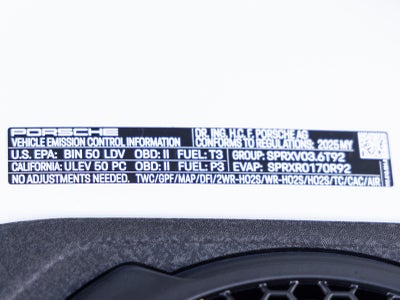 PORSCHE DR. ING. H.C. F. PORSCHE AG
VEHICLE EMISSION CONTROL INFORMATION CONFORMS TO REGULATIONS: 2025 MY
U.S. EPA: BIN 50 LDV OBD: II FUEL: T3 GROUP: SPRXV03.6T92
CALIFORNIA: ULEV 50 PC OBD: II FUEL: P3 EVAP: SPRXR0170R92
NO ADJUSTMENTS NEEDED. TWC/GPF/MAP/DFI/2WR-HO2S/WR-HO2S/HO2S/TC/CAC/AIR